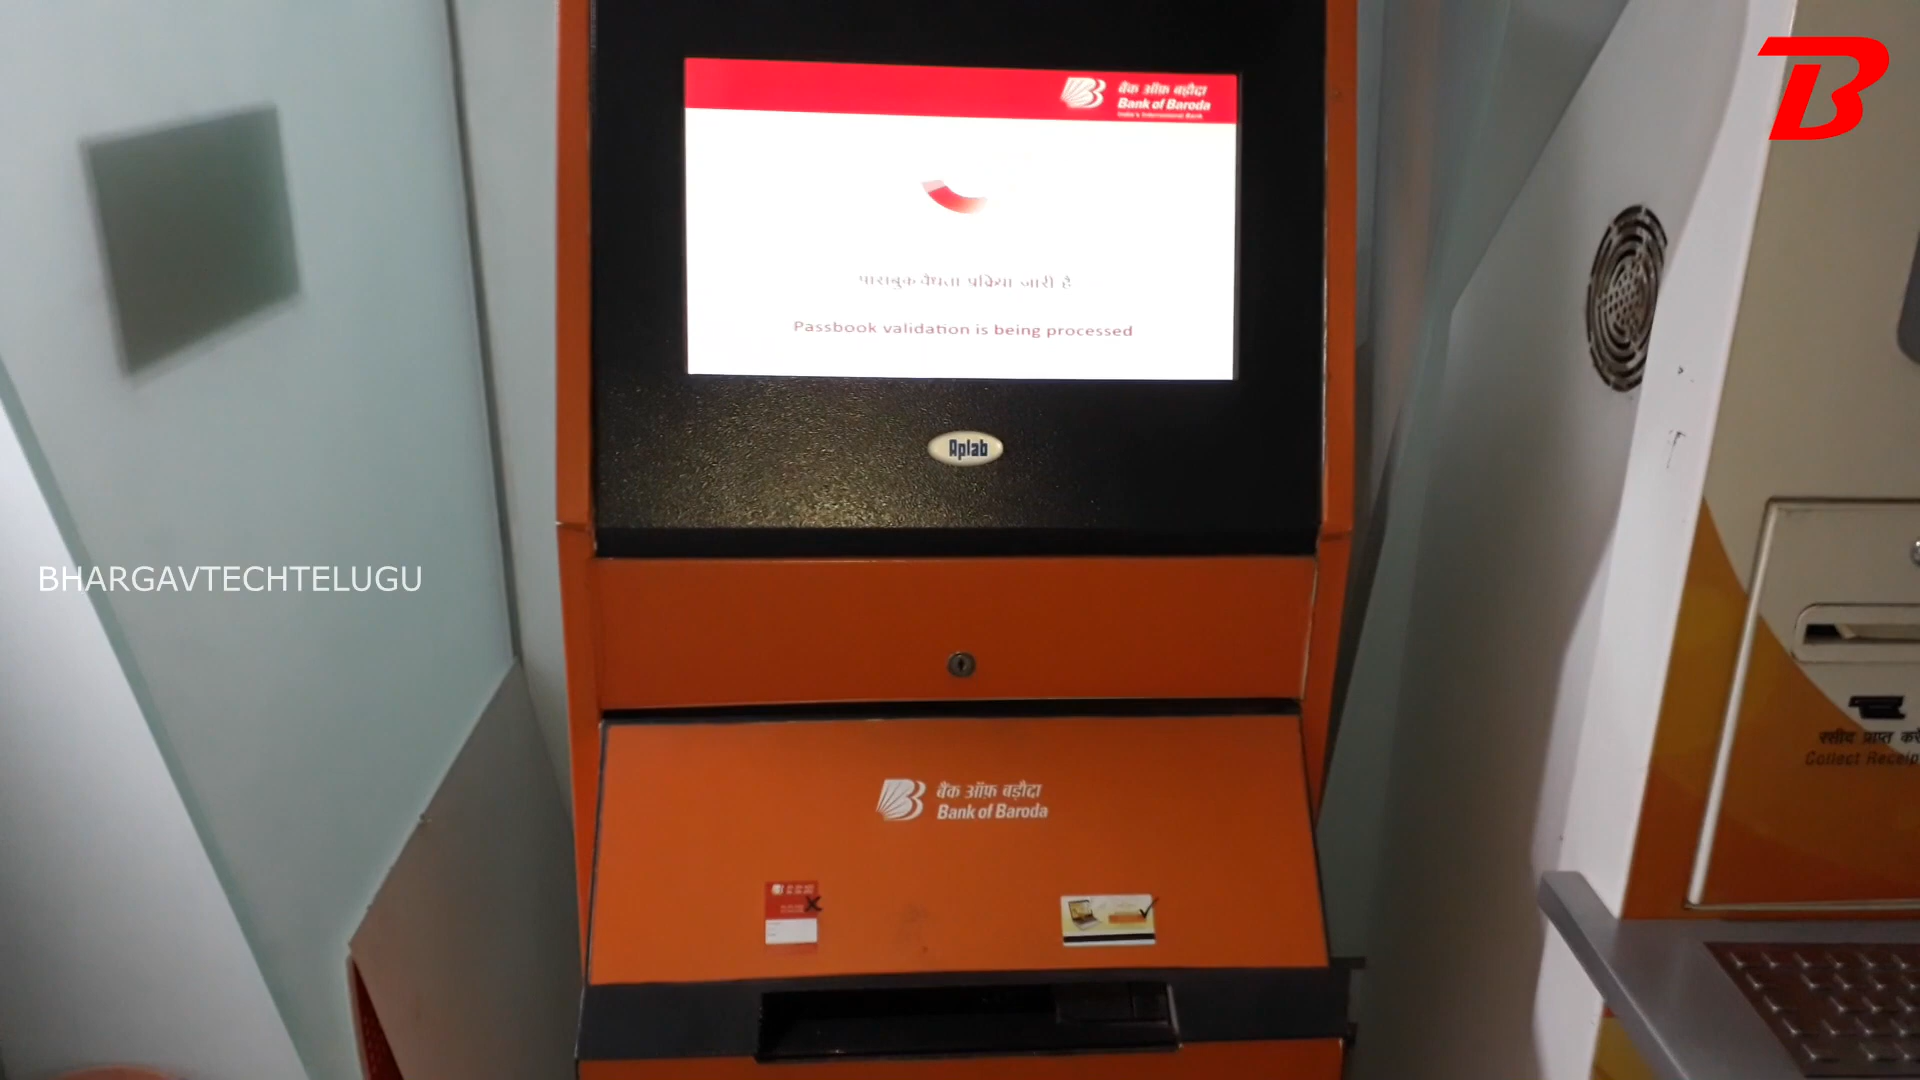 बैंक ऑफ़ बड़ौदा
Bank of Baroda
India's International Bank
पासबुक वैधता प्रक्रिया जारी है
Passbook validation is being processed
Aplab
BHARGAVTECHTELUGU
बैंक ऑफ़ बड़ौदा
Bank of Baroda
रसीद प्राप्त
Collect